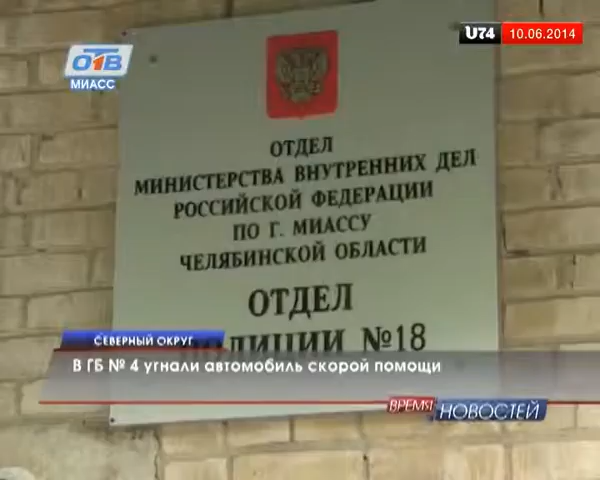 ОТВ
МИАСС
U74 10.06.2014
ОТДЕЛ
МИНИСТЕРСТВА ВНУТРЕННИХ ДЕЛ
РОССИЙСКОЙ ФЕДЕРАЦИИ
ПО Г. МИАССУ
ЧЕЛЯБИНСКОЙ ОБЛАСТИ
ОТДЕЛ
ПОЛИЦИИ №18
СЕВЕРНЫЙ ОКРУГ
В ГБ № 4 угнали автомобиль скорой помощи
ВРЕМЯ НОВОСТЕЙ